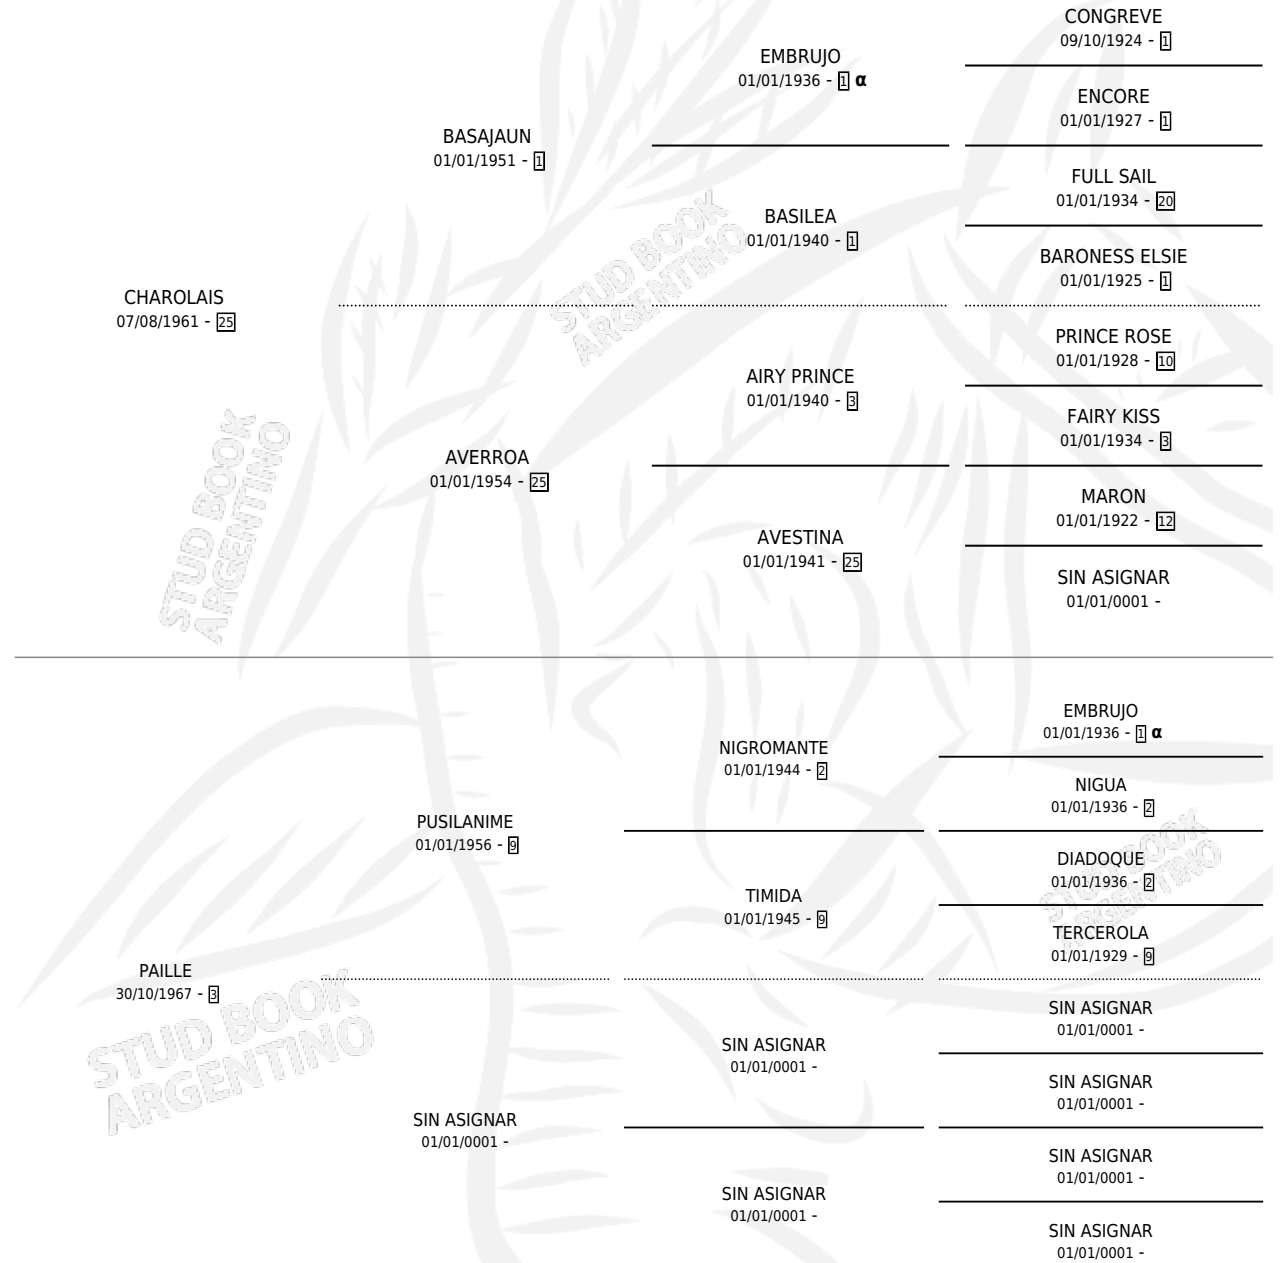 CONGREVE
09/10/1924 - 1
EMBRUJO
01/01/1936 - 1 α
ENCORE
01/01/1927 - 1
BASAJAUN
01/01/1951 - 1
FULL SAIL
01/01/1934 - 20
BASILEA
01/01/1940 - 1
BARONESS ELSIE
01/01/1925 - 1
STUD BOOK
ARGENTINO
CHAROLAIS
07/08/1961 - 25
PRINCE ROSE
01/01/1928 - 10
AIRY PRINCE
01/01/1940 - 3
FAIRY KISS
01/01/1934 - 3
AVERROA
01/01/1954 - 25
MARON
01/01/1922 - 12
AVESTINA
01/01/1941 - 25
SIN ASIGNAR
01/01/0001 -
STUD BOOK
ARGENTINO
EMBRUJO
01/01/1936 - 1 α
NIGROMANTE
01/01/1944 - 2
NIGUA
01/01/1936 - 2
PUSILANIME
01/01/1956 - 9
DIADOQUE
01/01/1936 - 2
TIMIDA
01/01/1945 - 9
TERCEROLA
01/01/1929 - 9
STUD BOOK
ARGENTINO
PAILLE
30/10/1967 - 3
SIN ASIGNAR
01/01/0001 -
SIN ASIGNAR
01/01/0001 -
SIN ASIGNAR
01/01/0001 -
SIN ASIGNAR
01/01/0001 -
SIN ASIGNAR
01/01/0001 -
SIN ASIGNAR
01/01/0001 -
SIN ASIGNAR
01/01/0001 -
STUD BOOK
ARGENTINO